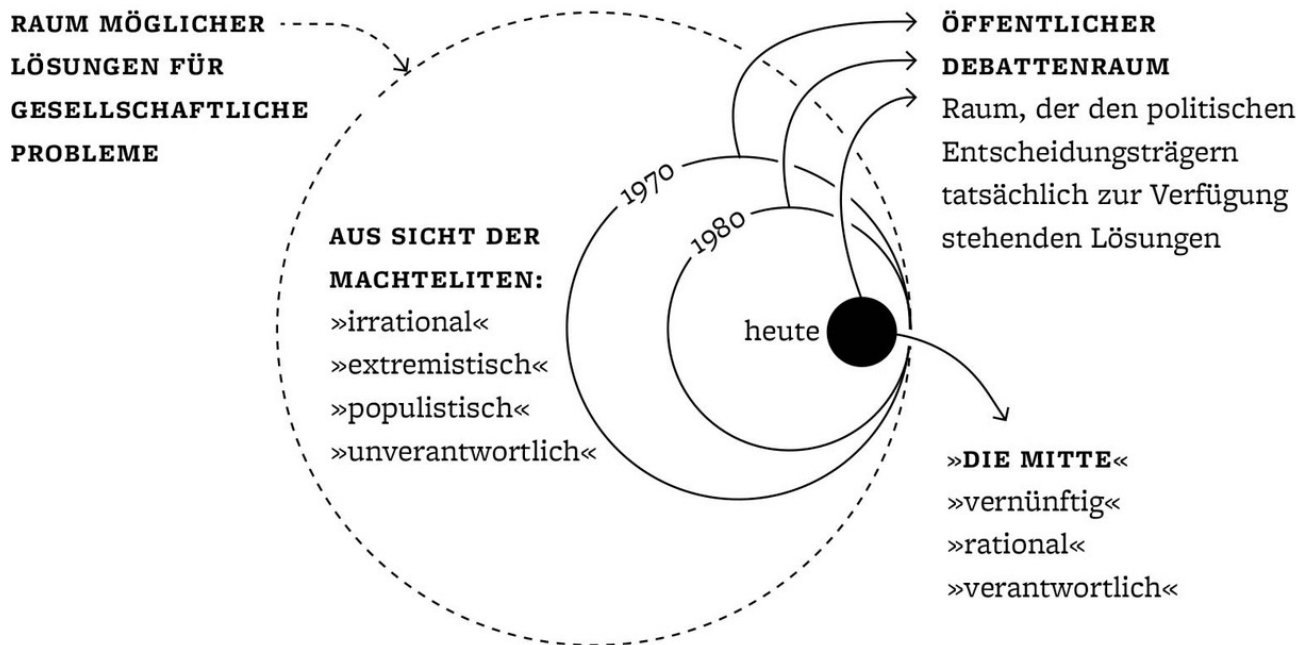 RAUM MÖGLICHER
LÖSUNGEN FÜR
GESELLSCHAFTLICHE
PROBLEME
ÖFFENTLICHER
DEBATTENRAUM
Raum, der den politischen
Entscheidungsträgern
tatsächlich zur Verfügung
stehenden Lösungen
1970
1980
AUS SICHT DER
MACHTELITEN:
»irrational«
»extremistisch«
»populistisch«
»unverantwortlich«
heute
»DIE MITTE«
»vernünftig«
»rational«
»verantwortlich«